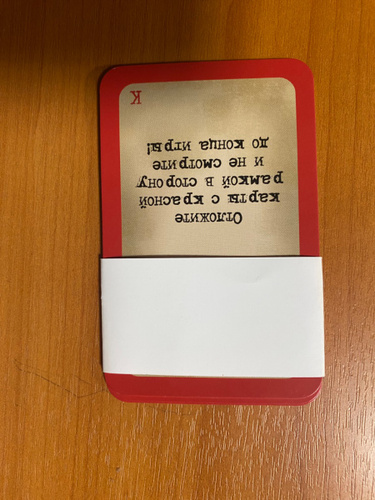 Отложите
карты с красной
рамкой в сторону
и не смотрите
до конца игры!
К